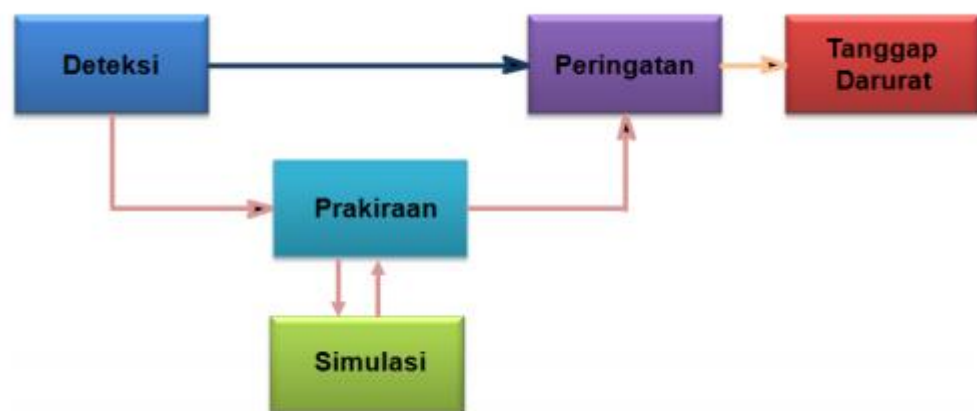 Deteksi
Peringatan
Tanggap
Darurat
Prakiraan
Simulasi